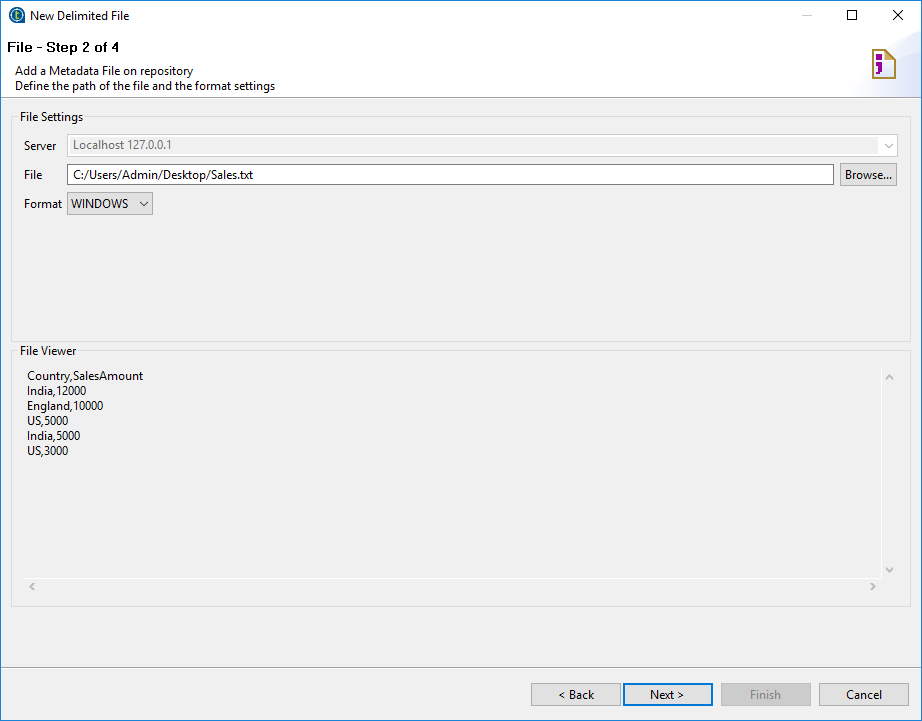 New Delimited File
File - Step 2 of 4
Add a Metadata File on repository
Define the path of the file and the format settings
File Settings
Server Localhost 127.0.0.1
File C:/Users/Admin/Desktop/Sales.txt Browse...
Format WINDOWS
File Viewer
Country,SalesAmount
India,12000
England,10000
US,5000
India,5000
US,3000
< Back Next > Finish Cancel